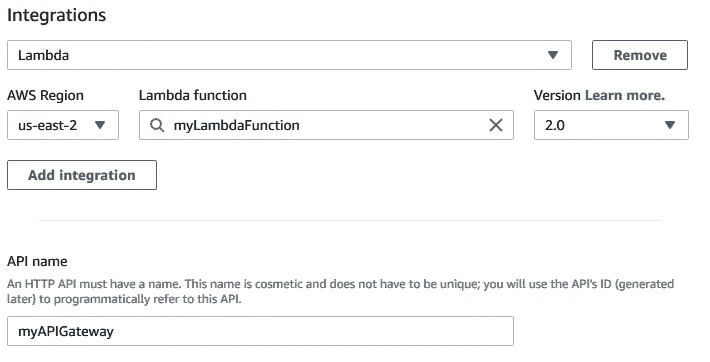 Integrations
Lambda
Remove
AWS Region
Lambda function
Version Learn more.
us-east-2
myLambdaFunction
2.0
Add integration
API name
An HTTP API must have a name. This name is cosmetic and does not have to be unique; you will use the API's ID (generated
later) to programmatically refer to this API.
myAPIGateway